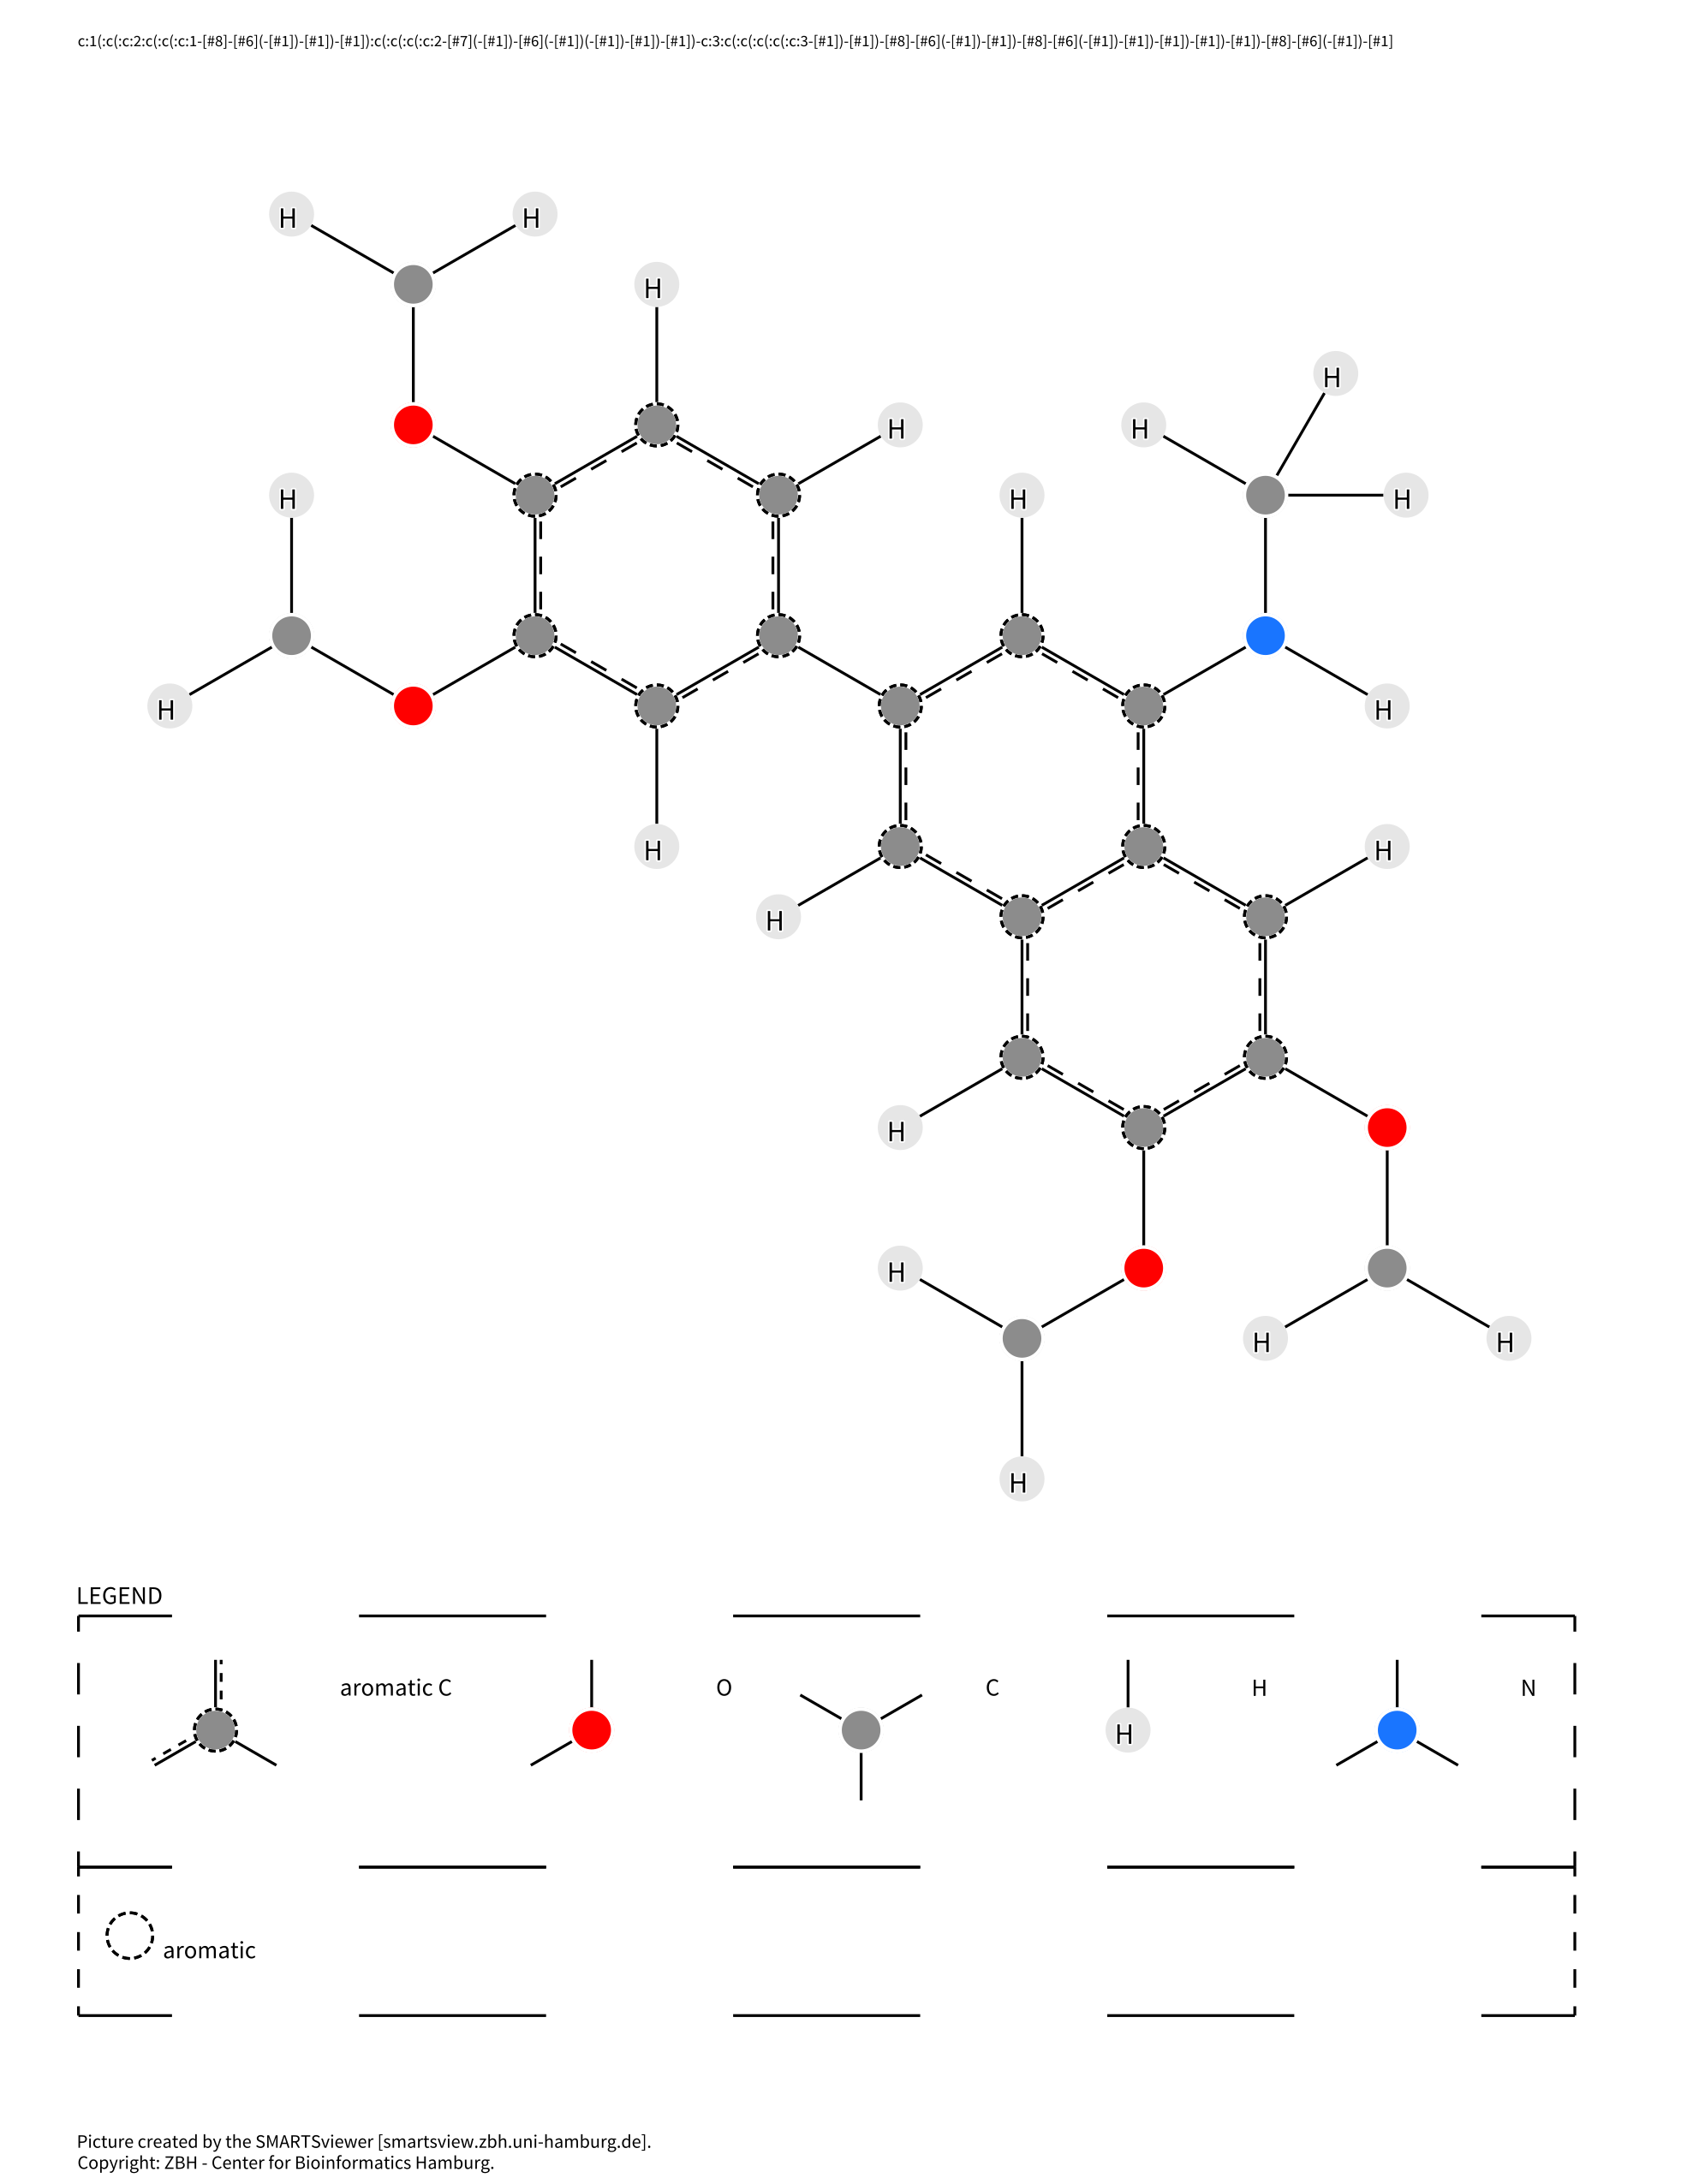 c:1(:c(:c:2:c(:c(:c:1-[#8]-[#6](-[#1])-[#1])-[#1]):c(:c(:c(:c:2-[#7](-[#1])-[#6](-[#1])(-[#1])-[#1])-[#1])-c:3:c(:c(:c(:c(:c:3-[#1])-[#1])-[#8]-[#6](-[#1])-[#1])-[#8]-[#6](-[#1])-[#1])-[#1])-[#1])-[#1])-[#8]-[#6](-[#1])-[#1]
H H
H
H
H H
H H H H
H H
H H
H
H
H
H H
H
LEGEND
aromatic C O C H H N
aromatic
Picture created by the SMARTSviewer [smartsview.zbh.uni-hamburg.de].
Copyright: ZBH - Center for Bioinformatics Hamburg.